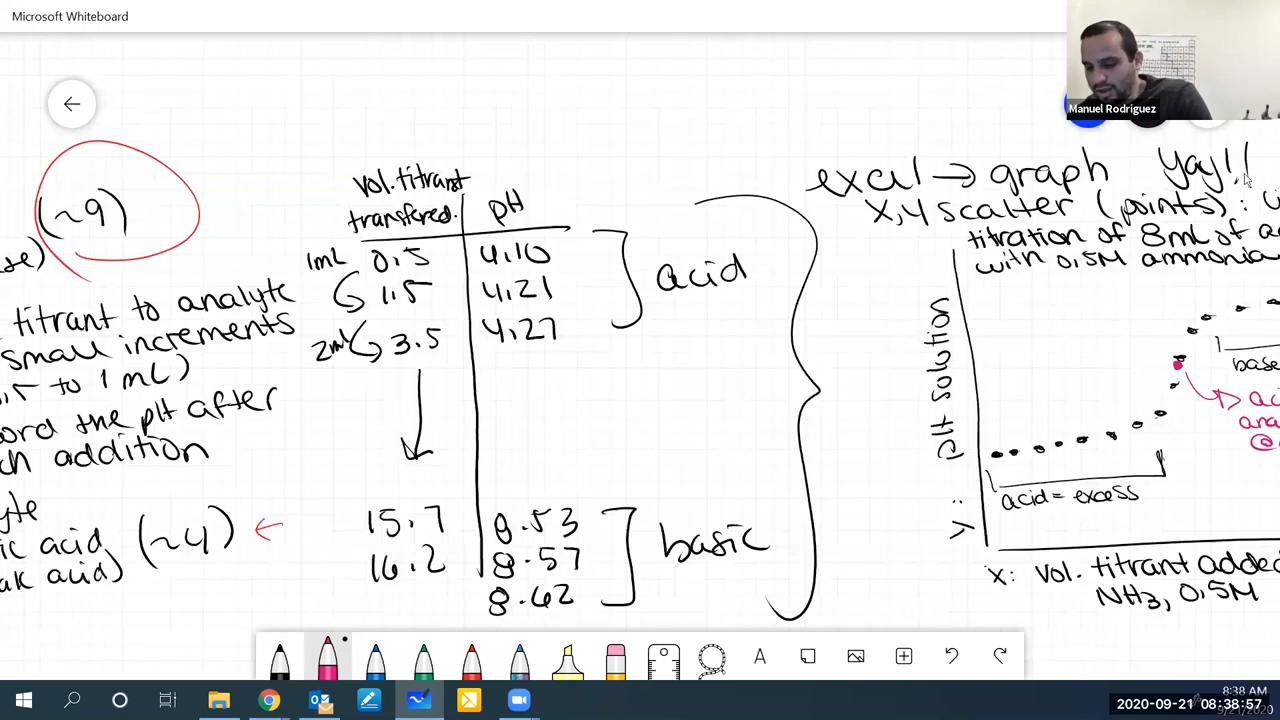 Microsoft Whiteboard
Manuel Rodriguez
(~9)
titrant to analyte
small increments
to 1 mL)
the pH after
addition
acid (~4) ←
acid)
vol. titrant
transfered.
pH
1mL 0.5 4.10
1.5 4.21
2mL 3.5 4.27
acid
15.7 8.53
16.2 8.57
8.62
basic
excel → graph Yay!!
x,y scatter (points):
titration of 8mL of
with 0.5M ammonia
y: pH of solution
acid = excess
base
@
x: vol. titrant added
NH3, 0.5M
A
8:38 AM
2020-09-21 08:38:57